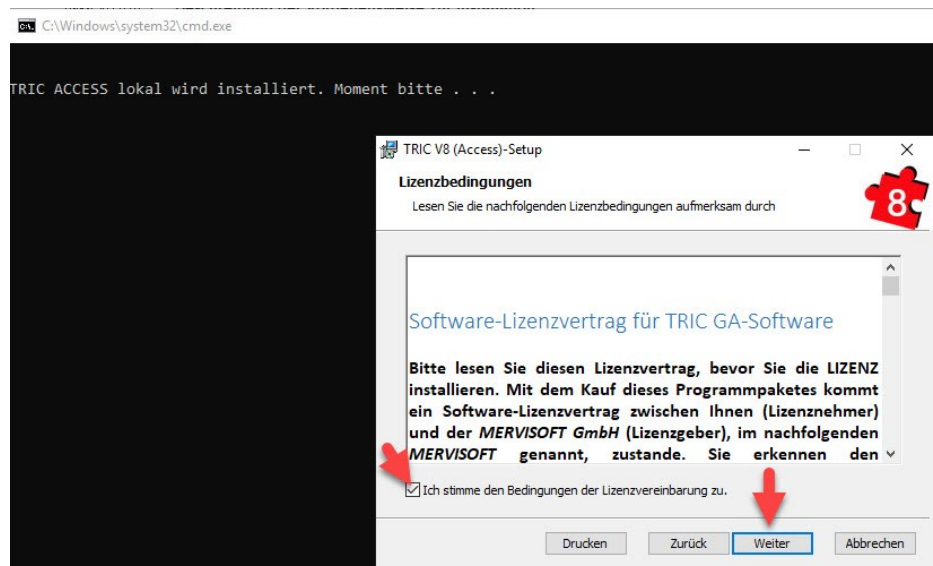 C:\Windows\system32\cmd.exe
TRIC ACCESS lokal wird installiert. Moment bitte . . .
TRIC V8 (Access)-Setup
Lizenzbedingungen
Lesen Sie die nachfolgenden Lizenzbedingungen aufmerksam durch
8
Software-Lizenzvertrag für TRIC GA-Software
Bitte lesen Sie diesen Lizenzvertrag, bevor Sie die LIZENZ
installieren. Mit dem Kauf dieses Programmpaketes kommt
ein Software-Lizenzvertrag zwischen Ihnen (Lizenznehmer)
und der MERVISOFT GmbH (Lizenzgeber), im nachfolgenden
MERVISOFT genannt, zustande. Sie erkennen den
Ich stimme den Bedingungen der Lizenzvereinbarung zu.
Drucken Zurück Weiter Abbrechen